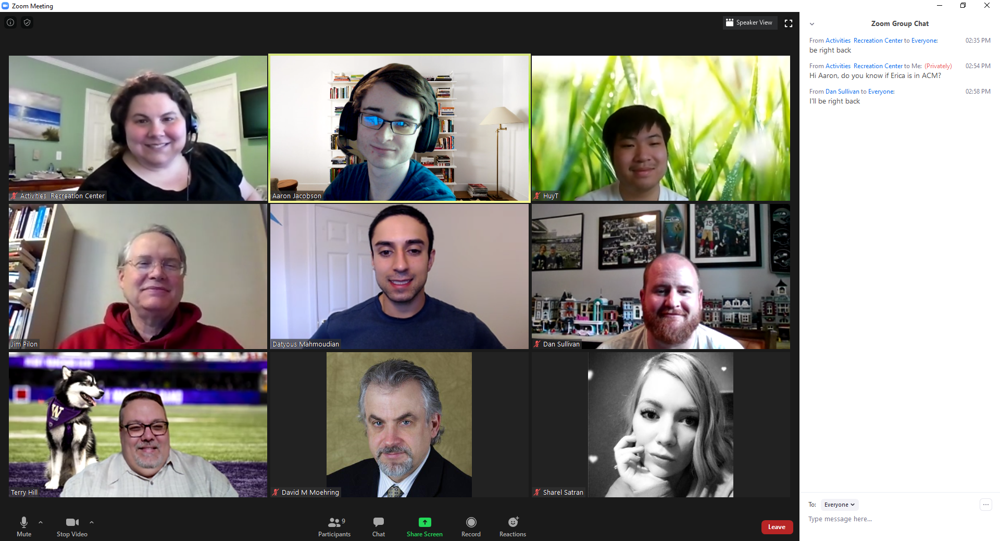 Zoom Meeting
Speaker View
Activities  Recreation Center
Aaron Jacobson
HuyT
Jim Pilon
Datyous Mahmoudian
Dan Sullivan
W
Terry Hill
David M Moehring
Sharel Satran
Mute
Stop Video
9
Participants
Chat
Share Screen
Record
Reactions
Leave
Zoom Group Chat
From Activities  Recreation Center to Everyone: 02:35 PM
be right back
From Activities  Recreation Center to Me: (Privately) 02:54 PM
Hi Aaron, do you know if Erica is in ACM?
From Dan Sullivan to Everyone: 02:58 PM
I'll be right back
To: Everyone
Type message here...